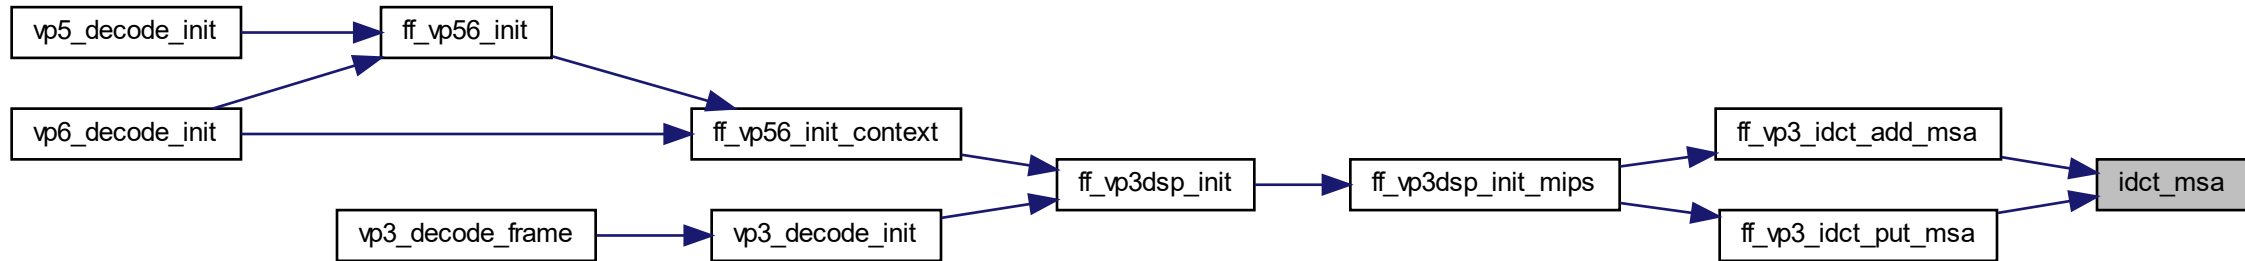 vp5_decode_init
ff_vp56_init
vp6_decode_init
ff_vp56_init_context
ff_vp3_idct_add_msa
ff_vp3dsp_init
ff_vp3dsp_init_mips
idct_msa
vp3_decode_frame
vp3_decode_init
ff_vp3_idct_put_msa